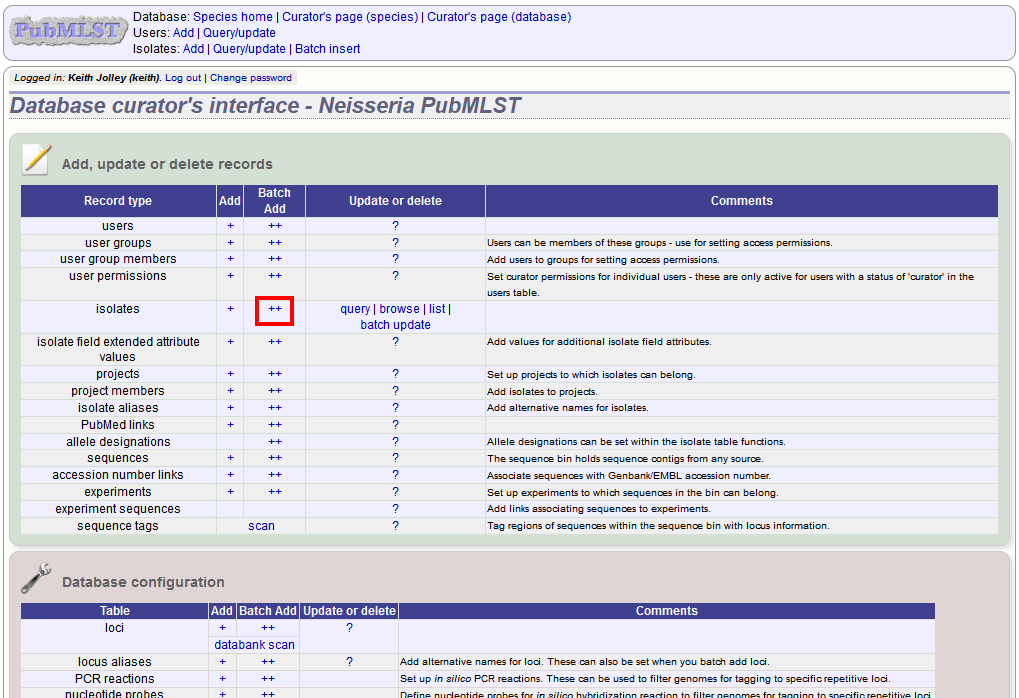 PubMLST
Database: Species home | Curator's page (species) | Curator's page (database)
Users: Add | Query/update
Isolates: Add | Query/update | Batch insert
Logged in: Keith Jolley (keith). Log out | Change password
Database curator's interface - Neisseria PubMLST
Add, update or delete records
Record type Add Batch Add Update or delete Comments
users + ++ ?
user groups + ++ ? Users can be members of these groups - use for setting access permissions.
user group members + ++ ? Add users to groups for setting access permissions.
user permissions + ++ ? Set curator permissions for individual users - these are only active for users with a status of 'curator' in the
users table.
isolates + ++ query | browse | list |
batch update
isolate field extended attribute + ++ ? Add values for additional isolate field attributes.
values
projects + ++ ? Set up projects to which isolates can belong.
project members + ++ ? Add isolates to projects.
isolate aliases + ++ ? Add alternative names for isolates.
PubMed links + ++ ?
allele designations ++ ? Allele designations can be set within the isolate table functions.
sequences + ++ ? The sequence bin holds sequence contigs from any source.
accession number links + ++ ? Associate sequences with Genbank/EMBL accession number.
experiments + ++ ? Set up experiments to which sequences in the bin can belong.
experiment sequences ? Add links associating sequences to experiments.
sequence tags scan ? Tag regions of sequences within the sequence bin with locus information.
Database configuration
Table Add Batch Add Update or delete Comments
loci + ++ ?
databank scan
locus aliases + ++ ? Add alternative names for loci. These can also be set when you batch add loci.
PCR reactions + ++ Set up in silico PCR reactions. These can be used to filter genomes for tagging to specific repetitive loci.
nucleotide probes + ++ Define nucleotide probes for in silico hybridization reaction to filter genomes for tagging to specific repetitive loci